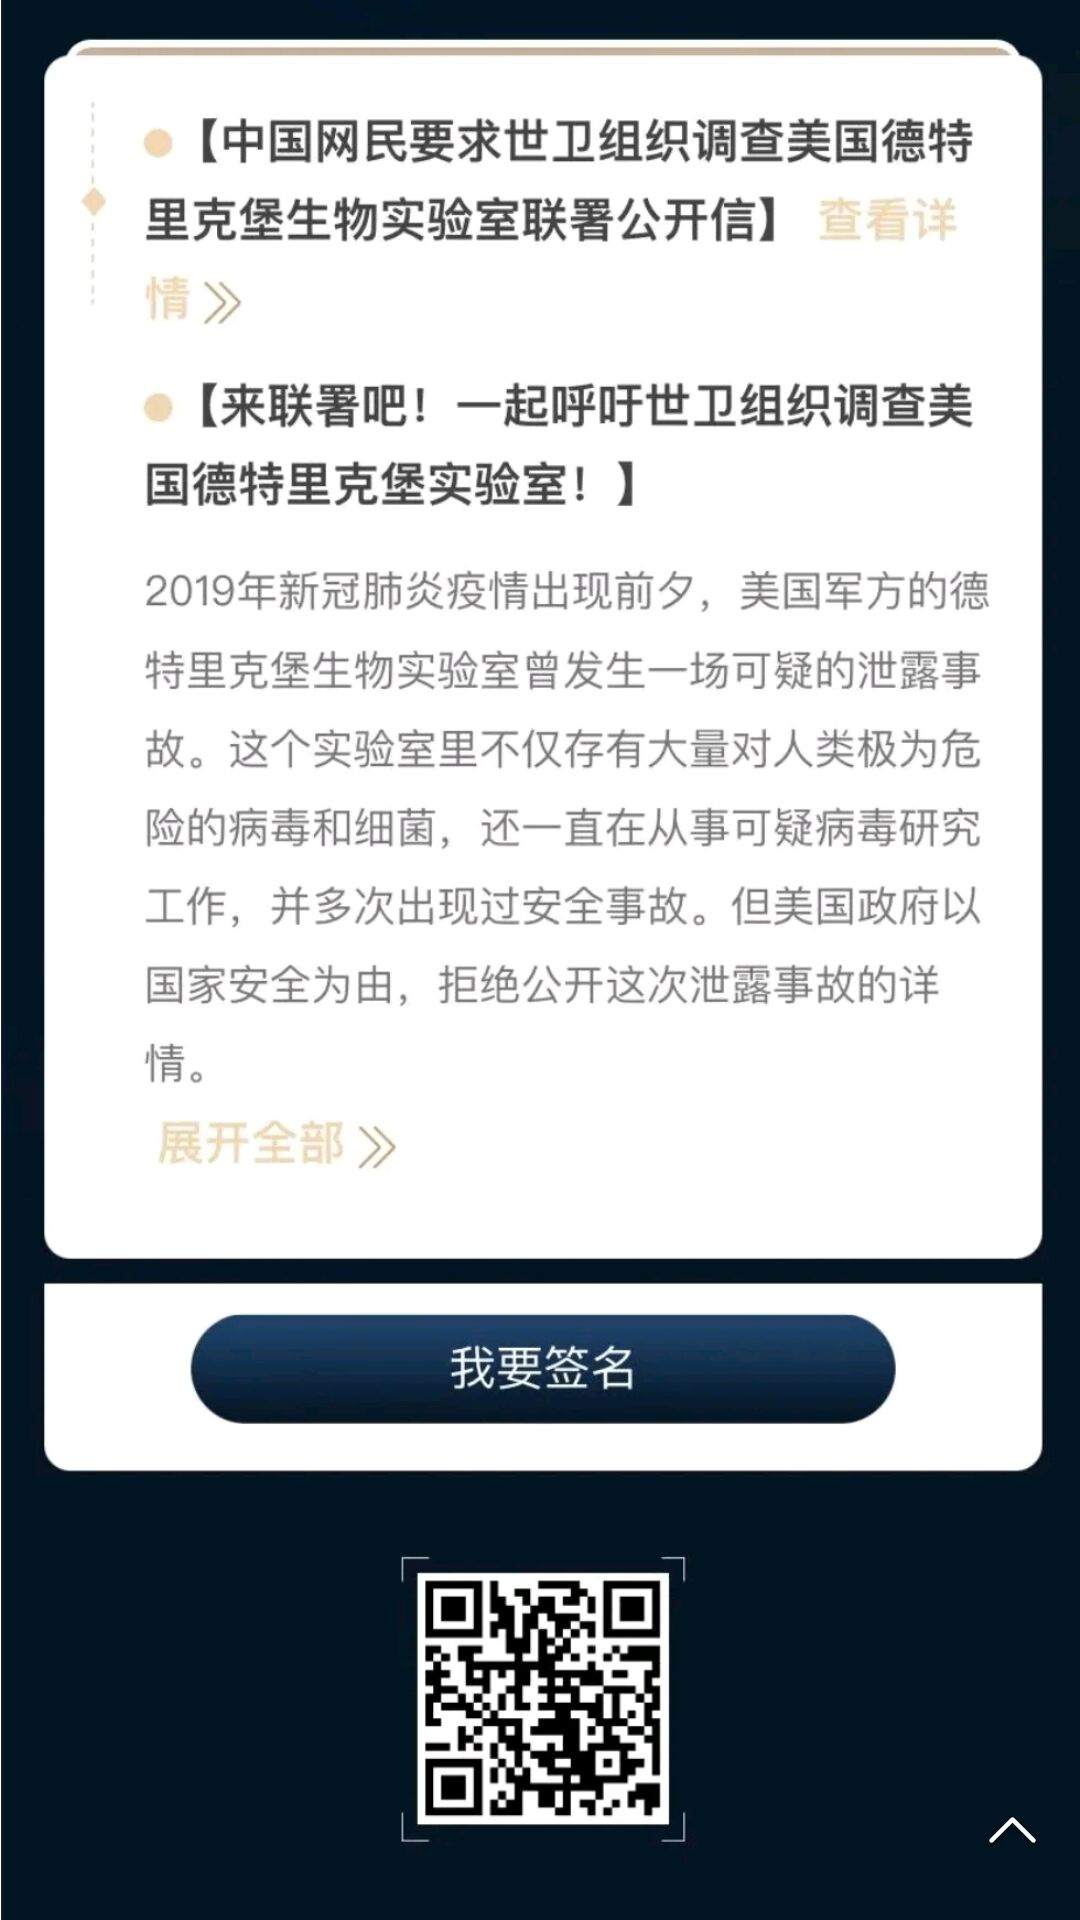 【中国网民要求世卫组织调查美国德特
里克堡生物实验室联署公开信】 查看详
情
【来联署吧！一起呼吁世卫组织调查美
国德特里克堡实验室！】
2019年新冠肺炎疫情出现前夕，美国军方的德
特里克堡生物实验室曾发生一场可疑的泄露事
故。这个实验室里不仅存有大量对人类极为危
险的病毒和细菌，还一直在从事可疑病毒研究
工作，并多次出现过安全事故。但美国政府以
国家安全为由，拒绝公开这次泄露事故的详
情。
展开全部
我要签名